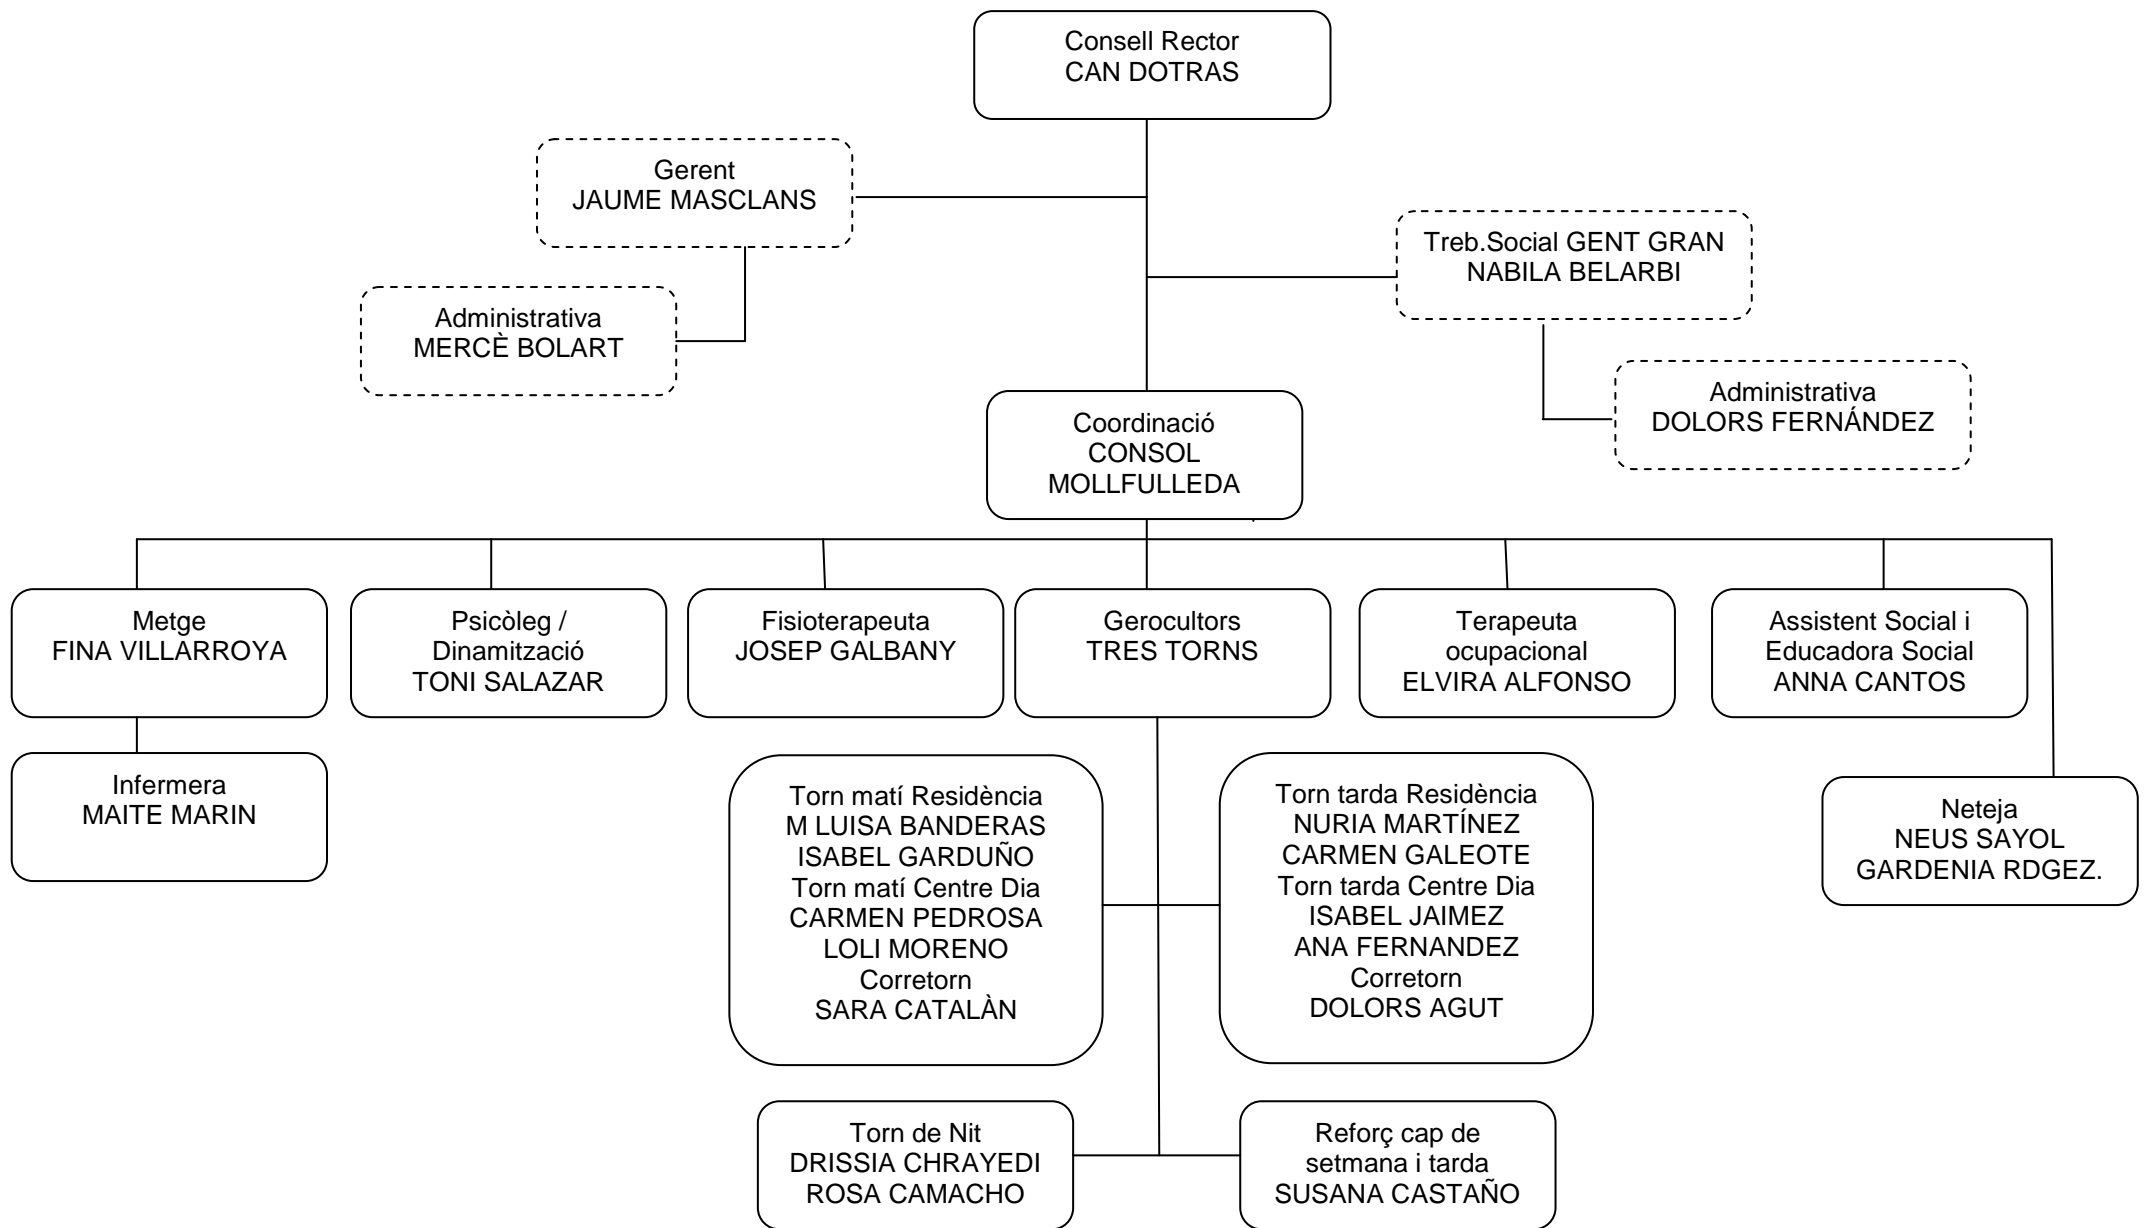 Consell Rector
CAN DOTRAS
Gerent
JAUME MASCLANS
Treb.Social GENT GRAN
NABILA BELARBI
Administrativa
MERCÈ BOLART
Administrativa
DOLORS FERNÁNDEZ
Coordinació
CONSOL
MOLLFULLEDA
Metge
FINA VILLARROYA
Psicòleg /
Dinamització
TONI SALAZAR
Fisioterapeuta
JOSEP GALBANY
Gerocultors
TRES TORNS
Terapeuta
ocupacional
ELVIRA ALFONSO
Assistent Social i
Educadora Social
ANNA CANTOS
Infermera
MAITE MARIN
Torn matí Residència
M LUISA BANDERAS
ISABEL GARDUÑO
Torn matí Centre Dia
CARMEN PEDROSA
LOLI MORENO
Corretorn
SARA CATALÀN
Torn tarda Residència
NURIA MARTÍNEZ
CARMEN GALEOTE
Torn tarda Centre Dia
ISABEL JAIMEZ
ANA FERNANDEZ
Corretorn
DOLORS AGUT
Neteja
NEUS SAYOL
GARDENIA RDGEZ.
Torn de Nit
DRISSIA CHRAYEDI
ROSA CAMACHO
Reforç cap de
setmana i tarda
SUSANA CASTAÑO